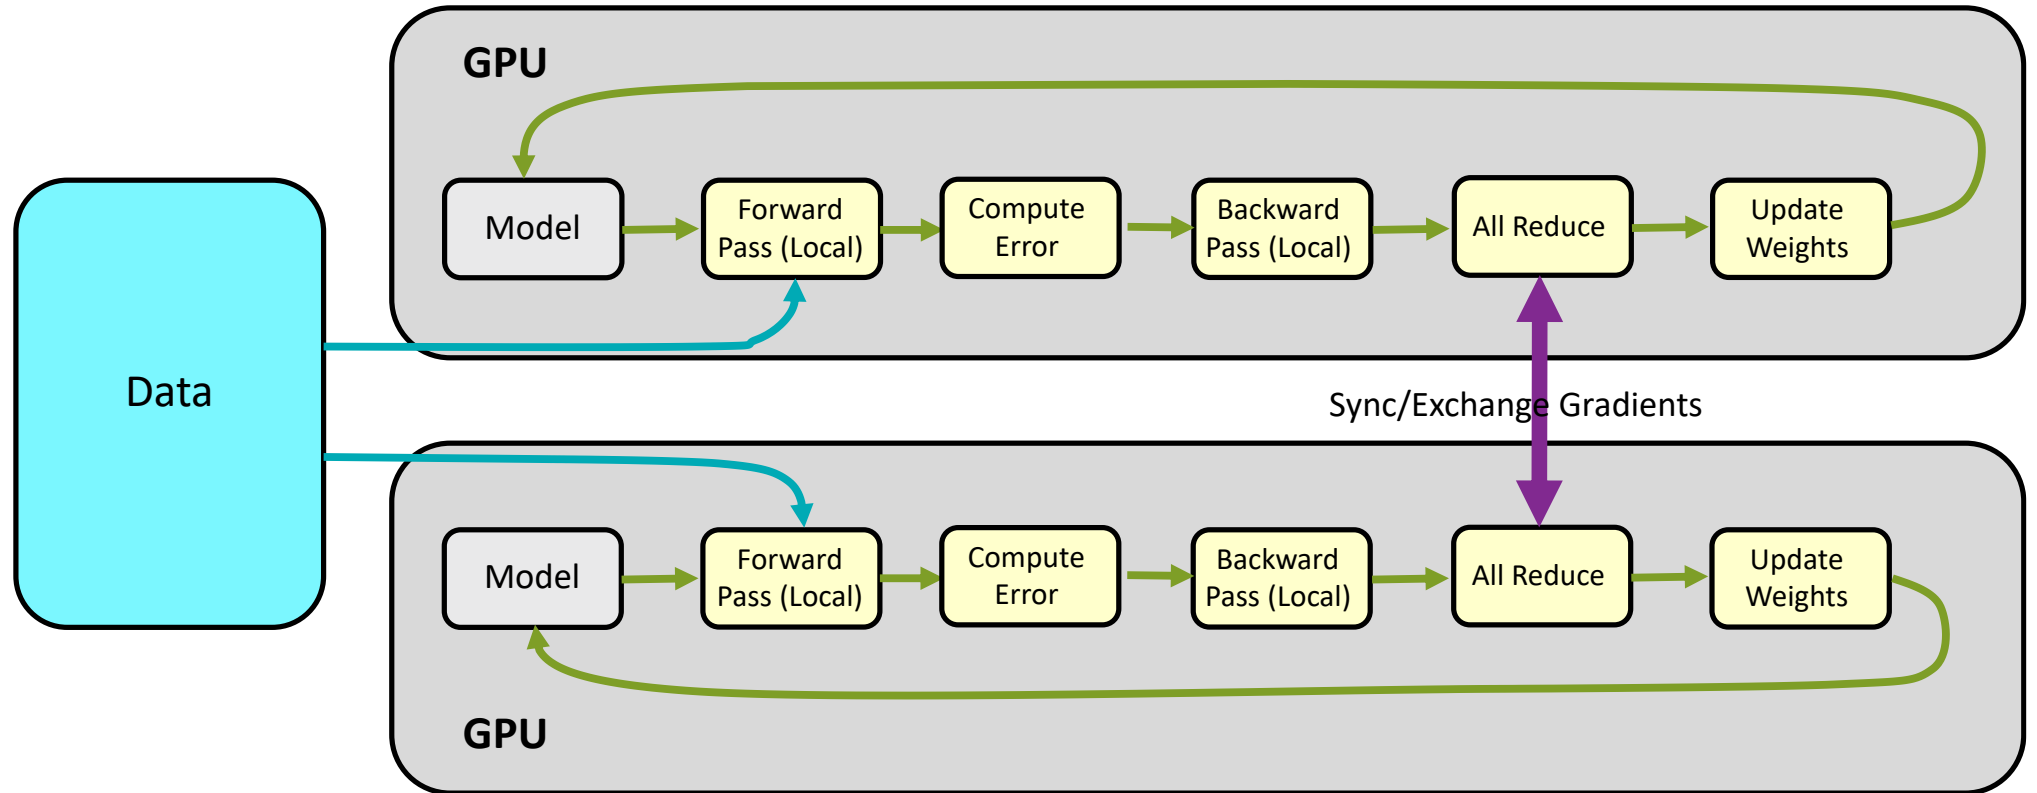 GPU
Model
Forward
Pass (Local)
Compute
Error
Backward
Pass (Local)
All Reduce
Update
Weights
Data
Sync/Exchange Gradients
Model
Forward
Pass (Local)
Compute
Error
Backward
Pass (Local)
All Reduce
Update
Weights
GPU